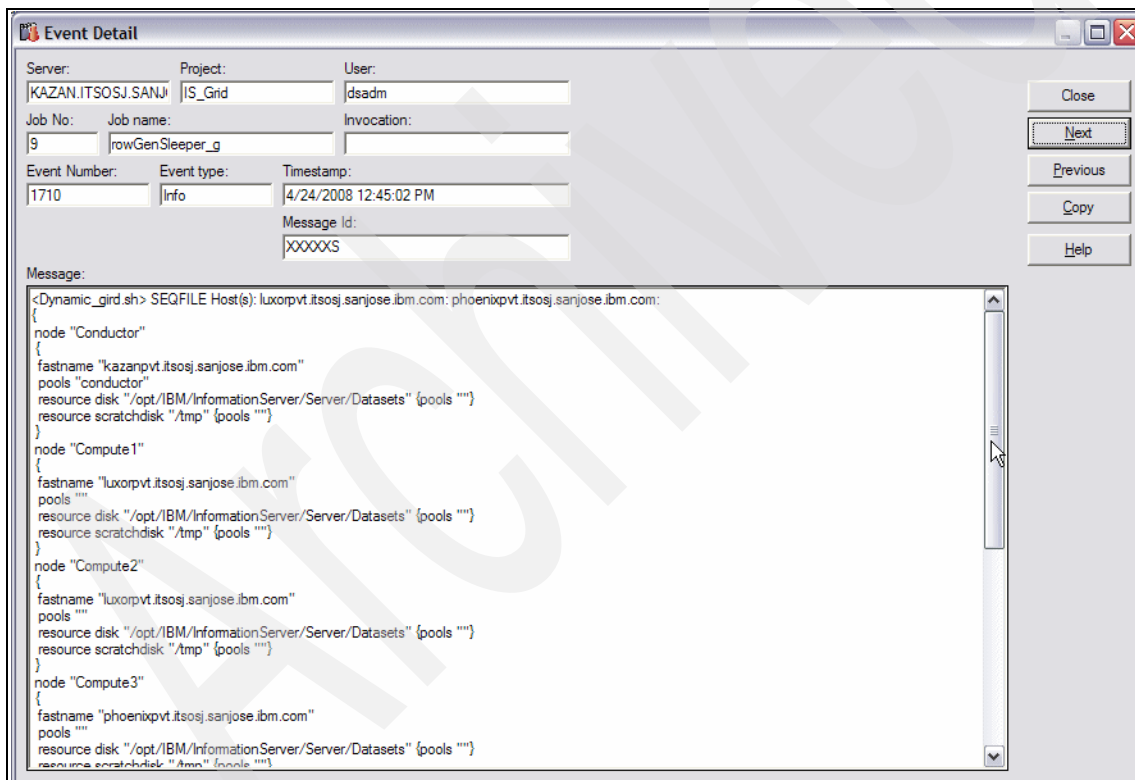 Event Detail
Server: Project: User:
KAZAN.ITSOSJ.SANJ IS_Grid dsadm
Close
Job No: Job name: Invocation:
9 rowGenSleeper_g
Next
Event Number: Event type: Timestamp:
1710 Info 4/24/2008 12:45:02 PM
Previous
Message Id:
XXXXXS
Copy
Help
Message:
<Dynamic_gird.sh> SEQFILE Host(s): luxorpvt.itsosj.sanjose.ibm.com: phoenixpvt.itsosj.sanjose.ibm.com:
{
node "Conductor"
{
fastname "kazanpvt.itsosj.sanjose.ibm.com"
pools "conductor"
resource disk "/opt/IBM/InformationServer/Server/Datasets" {pools ""}
resource scratchdisk "/tmp" {pools ""}
}
node "Compute1"
{
fastname "luxorpvt.itsosj.sanjose.ibm.com"
pools ""
resource disk "/opt/IBM/InformationServer/Server/Datasets" {pools ""}
resource scratchdisk "/tmp" {pools ""}
}
node "Compute2"
{
fastname "luxorpvt.itsosj.sanjose.ibm.com"
pools ""
resource disk "/opt/IBM/InformationServer/Server/Datasets" {pools ""}
resource scratchdisk "/tmp" {pools ""}
}
node "Compute3"
{
fastname "phoenixpvt.itsosj.sanjose.ibm.com"
pools ""
resource disk "/opt/IBM/InformationServer/Server/Datasets" {pools ""}
resource scratchdisk "/tmp" {pools ""}